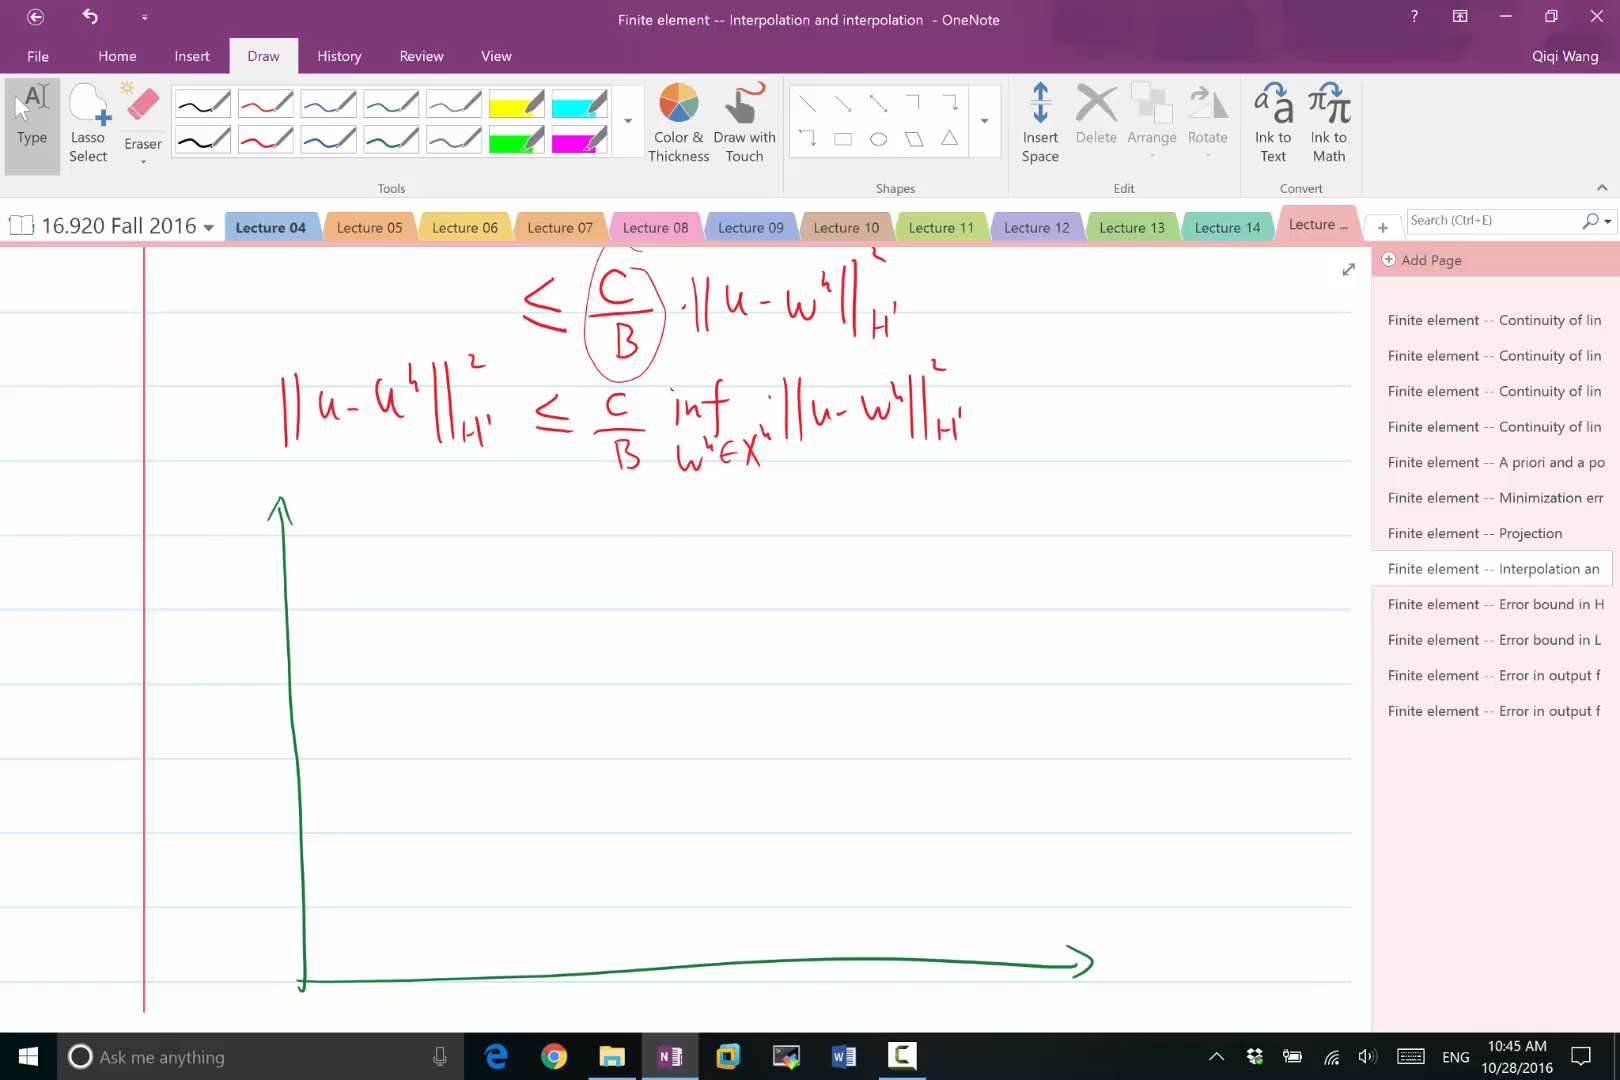 Finite element -- Interpolation and interpolation - OneNote
?
File Home Insert Draw History Review View
Qiqi Wang
Type
Lasso Select
Eraser
Color & Thickness
Draw with Touch
Insert Space
Delete
Arrange
Rotate
Ink to Text
Ink to Math
Tools Shapes Edit Convert
16.920 Fall 2016
Lecture 04 Lecture 05 Lecture 06 Lecture 07 Lecture 08 Lecture 09 Lecture 10 Lecture 11 Lecture 12 Lecture 13 Lecture 14 Lecture ... +
Search (Ctrl+E)
Add Page
Finite element -- Continuity of lin
Finite element -- Continuity of lin
Finite element -- Continuity of lin
Finite element -- Continuity of lin
Finite element -- A priori and a po
Finite element -- Minimization err
Finite element -- Projection
Finite element -- Interpolation an
Finite element -- Error bound in H
Finite element -- Error bound in L
Finite element -- Error in output f
Finite element -- Error in output f
≤ C/B · ||u - w^h||²_H¹
||u - u^h||²_H¹ ≤ C/B inf_{w^h ∈ X^h} · ||u - w^h||²_H¹
Ask me anything
ENG
10:45 AM
10/28/2016